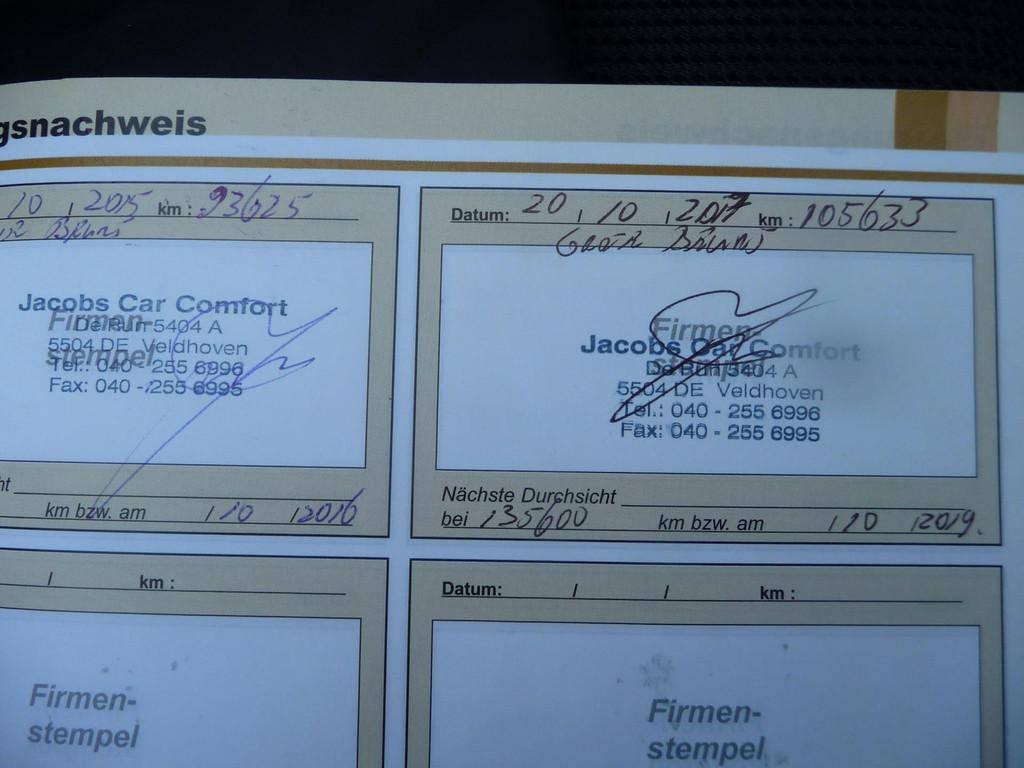 gsnachweis
10 / 2015 km : 93625
Jacobs Car Comfort
Firmen-
De Run 5404 A
5504 DE Veldhoven
stempel
Tel.: 040 - 255 6996
Fax: 040 - 255 6995
ht
km bzw. am / 10 / 2016
Datum: 20 / 10 / 2017 km : 105633
Firmen-
Jacobs Car Comfort
stempel
De Run 5404 A
5504 DE Veldhoven
Tel.: 040 - 255 6996
Fax: 040 - 255 6995
Nächste Durchsicht
bei 135600 km bzw. am / 10 / 2019.
/ km :
Firmen-
stempel
Datum: / / km :
Firmen-
stempel